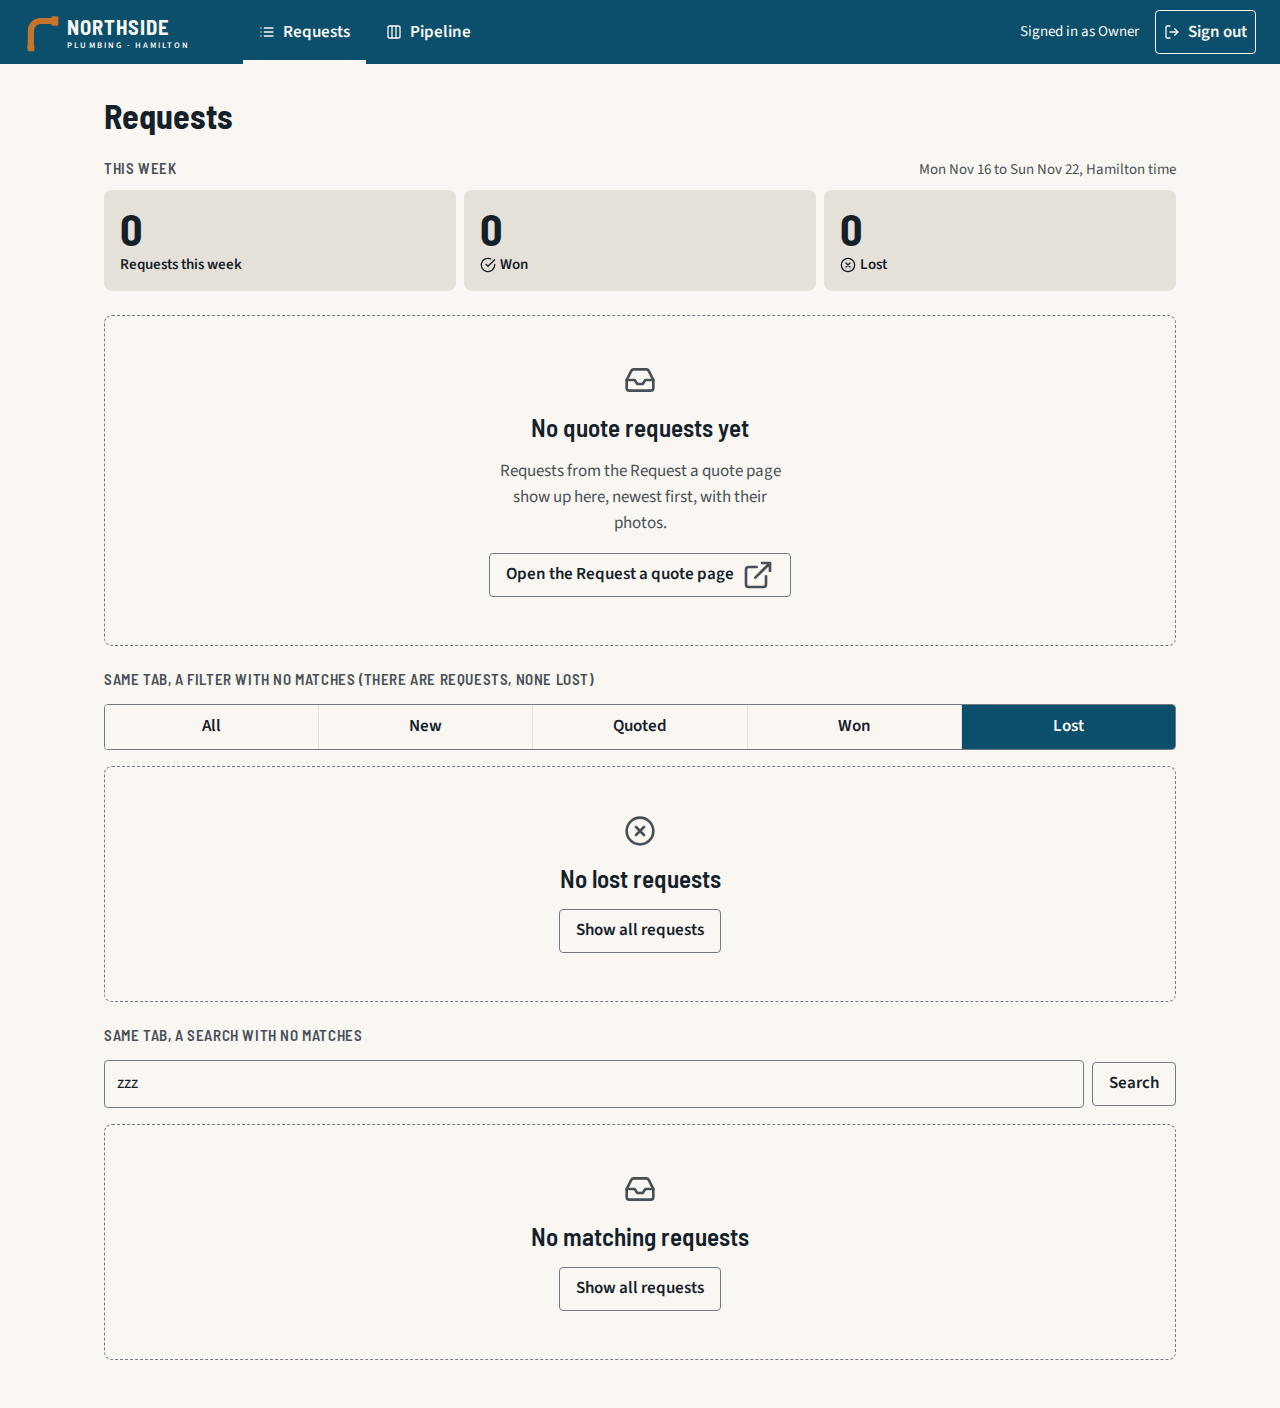 NORTHSIDE
PLUMBING · HAMILTON
Requests
Pipeline
Signed in as Owner
Sign out
Requests
THIS WEEK
Mon Nov 16 to Sun Nov 22, Hamilton time
0
Requests this week
0
Won
0
Lost
No quote requests yet
Requests from the Request a quote page
show up here, newest first, with their
photos.
Open the Request a quote page
SAME TAB, A FILTER WITH NO MATCHES (THERE ARE REQUESTS, NONE LOST)
All
New
Quoted
Won
Lost
No lost requests
Show all requests
SAME TAB, A SEARCH WITH NO MATCHES
zzz
Search
No matching requests
Show all requests